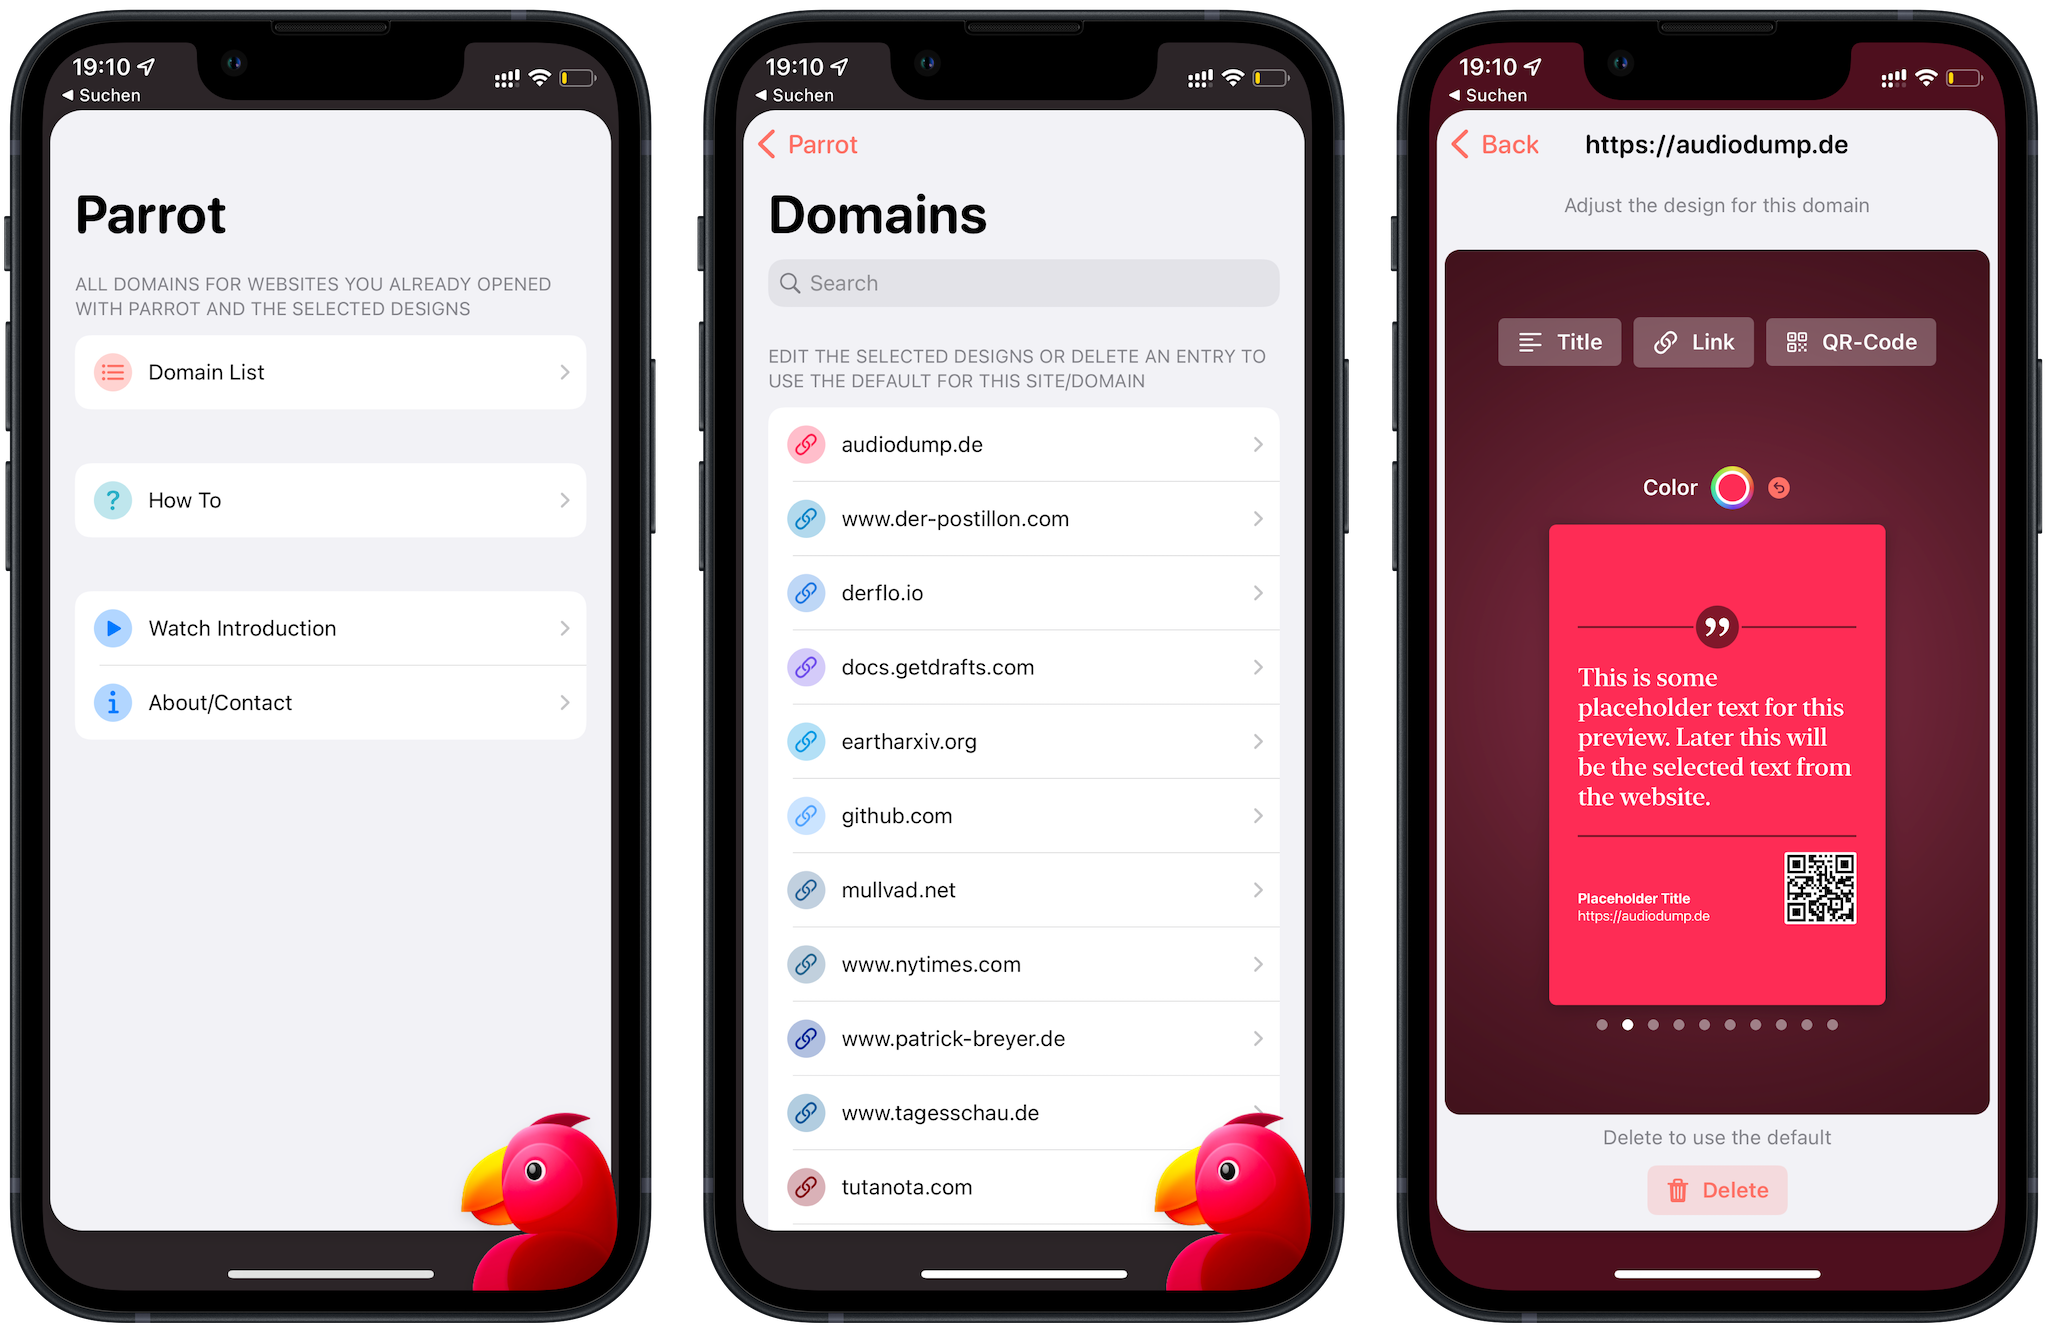 19:10
◀ Suchen
Parrot
ALL DOMAINS FOR WEBSITES YOU ALREADY OPENED
WITH PARROT AND THE SELECTED DESIGNS
Domain List
? How To
Watch Introduction
i About/Contact
19:10
◀ Suchen
Parrot
Domains
Search
EDIT THE SELECTED DESIGNS OR DELETE AN ENTRY TO
USE THE DEFAULT FOR THIS SITE/DOMAIN
audiodump.de
www.der-postillon.com
derflo.io
docs.getdrafts.com
eartharxiv.org
github.com
mullvad.net
www.nytimes.com
www.patrick-breyer.de
www.tagesschau.de
tutanota.com
19:10
◀ Suchen
Back https://audiodump.de
Adjust the design for this domain
Title Link QR-Code
Color
”
This is some
placeholder text for this
preview. Later this will
be the selected text from
the website.
Placeholder Title
https://audiodump.de
Delete to use the default
Delete